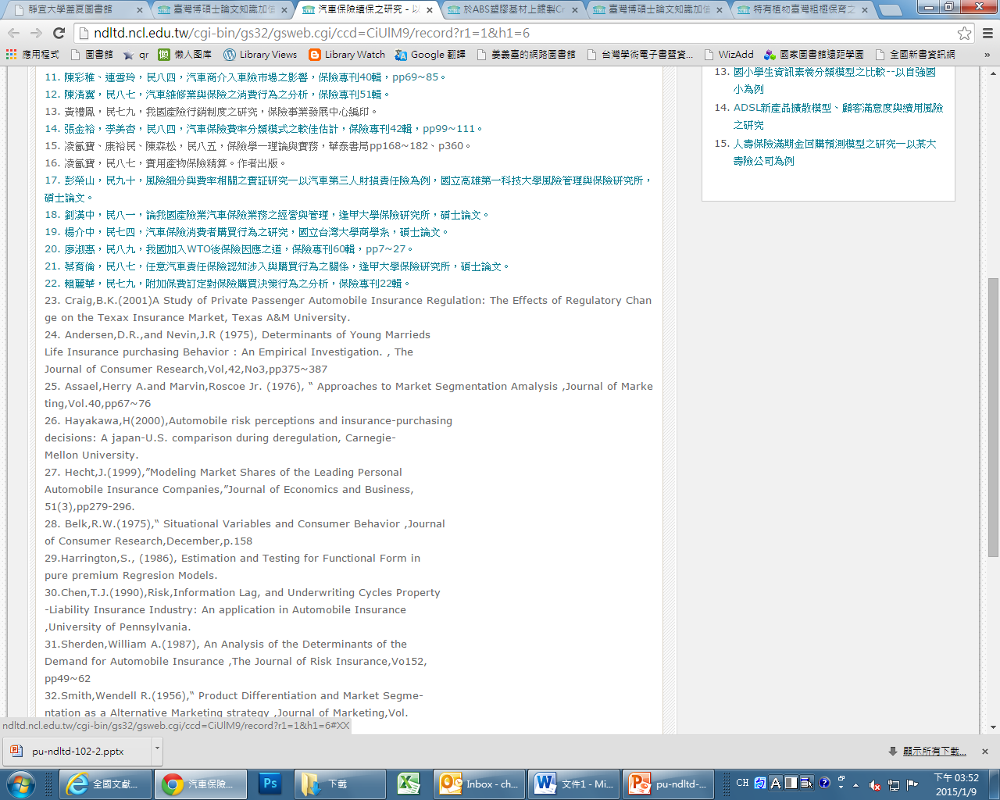 靜宜大學蓋夏圖書館
臺灣博碩士論文知識加值
汽車保險續保之研究 - 以
於ABS塑膠基材上鍍製Cr
臺灣博碩士論文知識加值
特有植物臺灣粗榧保育之
ndltd.ncl.edu.tw/cgi-bin/gs32/gsweb.cgi/ccd=CiUlM9/record?r1=1&h1=6
應用程式 圖書館 qr 懒人图库 Library Views Library Watch Google 翻譯 姜義臺的網路圖書館 台灣學術電子書暨資... WizAdd 國家圖書館遠距學園 全國新書資訊網 »
11. 陳彩稚、連雪玲，民八四，汽車商介入車險市場之影響，保險專刊40輯，pp69~85。
12. 陳清冀，民八七，汽車維修業與保險之消費行為之分析，保險專刊51輯。
13. 黃禮鳳，民七九，我國產險行銷制度之研究，保險事業發展中心編印。
14. 張金裕，李美杏，民八四，汽車保險費率分類模式之較佳估計，保險專刊42輯，pp99~111。
15. 凌氤寶、康裕民、陳森松，民八五，保險學—理論與實務，華泰書局pp168~182、p360。
16. 凌氤寶，民八七，實用產物保險精算。作者出版。
17. 彭榮山，民九十，風險細分與費率相關之實証研究—以汽車第三人財損責任險為例，國立高雄第一科技大學風險管理與保險研究所，
碩士論文。
18. 劉漢中，民八一，論我國產險業汽車保險業務之經營與管理，逢甲大學保險研究所，碩士論文。
19. 楊介中，民七四，汽車保險消費者購買行為之研究，國立台灣大學商學系，碩士論文。
20. 廖淑惠，民八九，我國加入WTO後保險因應之道，保險專刊60輯，pp7~27。
21. 蔡育倫，民八七，任意汽車責任保險認知涉入與購買行為之關係，逢甲大學保險研究所，碩士論文。
22. 賴麗華，民七九，附加保費訂定對保險購買決策行為之分析，保險專刊22輯。
23. Craig,B.K.(2001)A Study of Private Passenger Automobile Insurance Regulation: The Effects of Regulatory Chan
ge on the Texax Insurance Market, Texas A&M University.
24. Andersen,D.R.,and Nevin,J.R (1975), Determinants of Young Marrieds
Life Insurance purchasing Behavior : An Empirical Investigation. , The
Journal of Consumer Research,Vol,42,No3,pp375~387
25. Assael,Herry A.and Marvin,Roscoe Jr. (1976), “ Approaches to Market Segmentation Amalysis ,Journal of Marke
ting,Vol.40,pp67~76
26. Hayakawa,H(2000),Automobile risk perceptions and insurance-purchasing
decisions: A japan-U.S. comparison during deregulation, Carnegie-
Mellon University.
27. Hecht,J.(1999),”Modeling Market Shares of the Leading Personal
Automobile Insurance Companies,”Journal of Economics and Business,
51(3),pp279-296.
28. Belk,R.W.(1975),“ Situational Variables and Consumer Behavior ,Journal
of Consumer Research,December,p.158
29.Harrington,S., (1986), Estimation and Testing for Functional Form in
pure premium Regresion Models.
30.Chen,T.J.(1990),Risk,Information Lag, and Underwriting Cycles Property
-Liability Insurance Industry: An application in Automobile Insurance
,University of Pennsylvania.
31.Sherden,William A.(1987), An Analysis of the Determinants of the
Demand for Automobile Insurance ,The Journal of Risk Insurance,Vo152,
pp49~62
32.Smith,Wendell R.(1956),“ Product Differentiation and Market Segme-
ntation as a Alternative Marketing strategy ,Journal of Marketing,Vol.
13. 國小學生資訊素養分類模型之比較--以自強國
小為例
14. ADSL新產品擴散模型、顧客滿意度與續用風險
之研究
15. 人壽保險滿期金回購預測模型之研究—以某大
壽險公司為例
ndltd.ncl.edu.tw/cgi-bin/gs32/gsweb.cgi/ccd=CiUlM9/record?r1=1&h1=6#XX
pu-ndltd-102-2.pptx
顯示所有下載...
全國文獻...
汽車保險...
Ps
下載
Inbox - ch...
文件1 - Mi...
pu-ndltd-...
CH
下午 03:52
2015/1/9